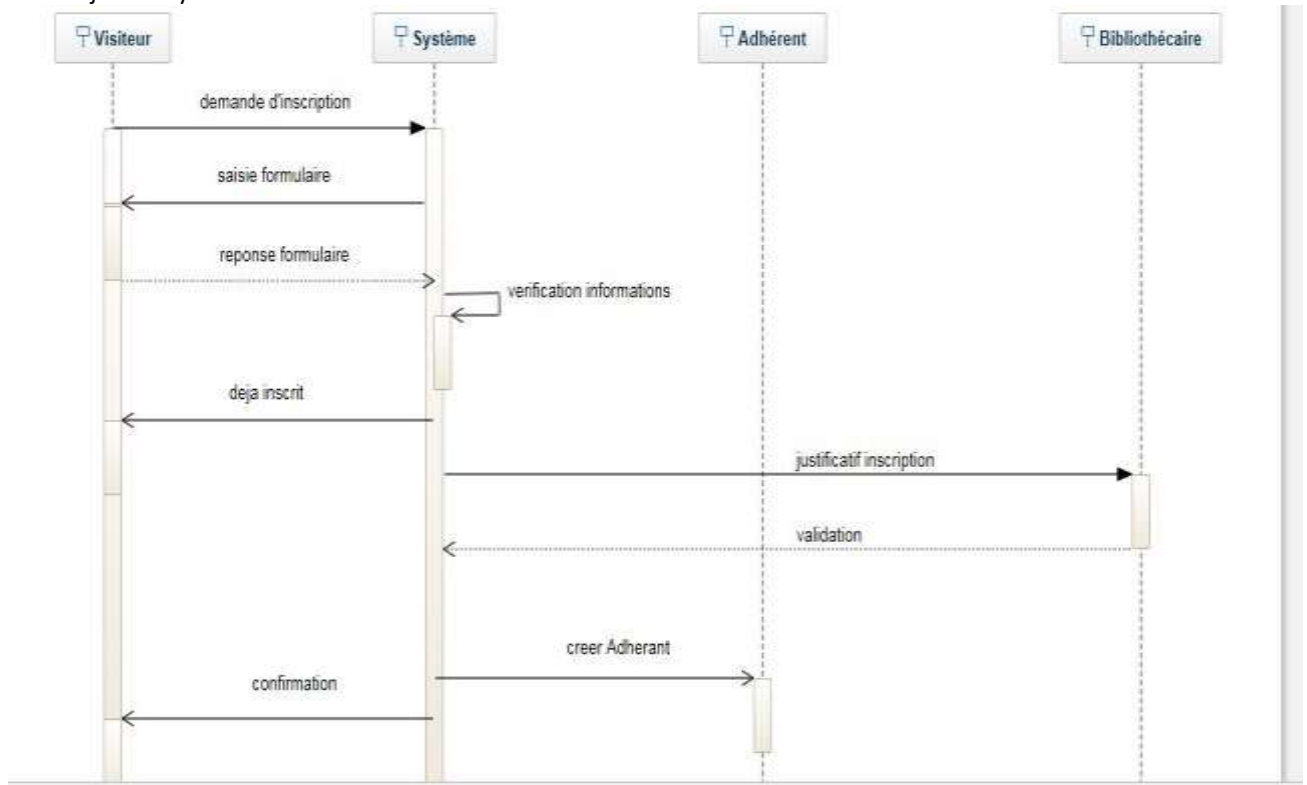 Visiteur
Système
Adhérent
Bibliothécaire
demande d'inscription
saisie formulaire
reponse formulaire
verification informations
deja inscrit
justificatif inscription
validation
creer Adherant
confirmation